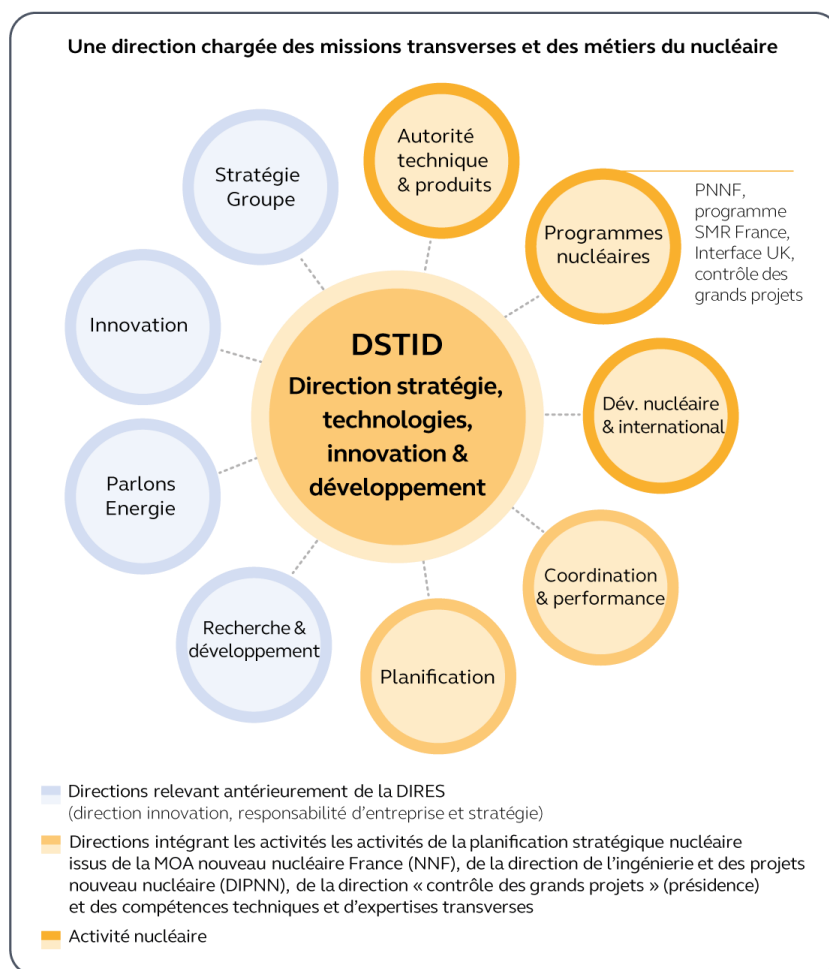 Une direction chargée des missions transverses et des métiers du nucléaire
Autorité
technique
& produits
Stratégie
Groupe
PNNF,
programme
SMR France,
Interface UK,
contrôle des
grands projets
Programmes
nucléaires
Innovation
DSTID
Direction stratégie,
technologies,
innovation &
développement
Dév. nucléaire
& international
Parlons
Energie
Coordination
& performance
Recherche &
développement
Planification
Directions relevant antérieurement de la DIRES
(direction innovation, responsabilité d’entreprise et stratégie)
Directions intégrant les activités les activités de la planification stratégique nucléaire
issus de la MOA nouveau nucléaire France (NNF), de la direction de l’ingénierie et des projets
nouveau nucléaire (DIPNN), de la direction « contrôle des grands projets » (présidence)
et des compétences techniques et d’expertises transverses
Activité nucléaire